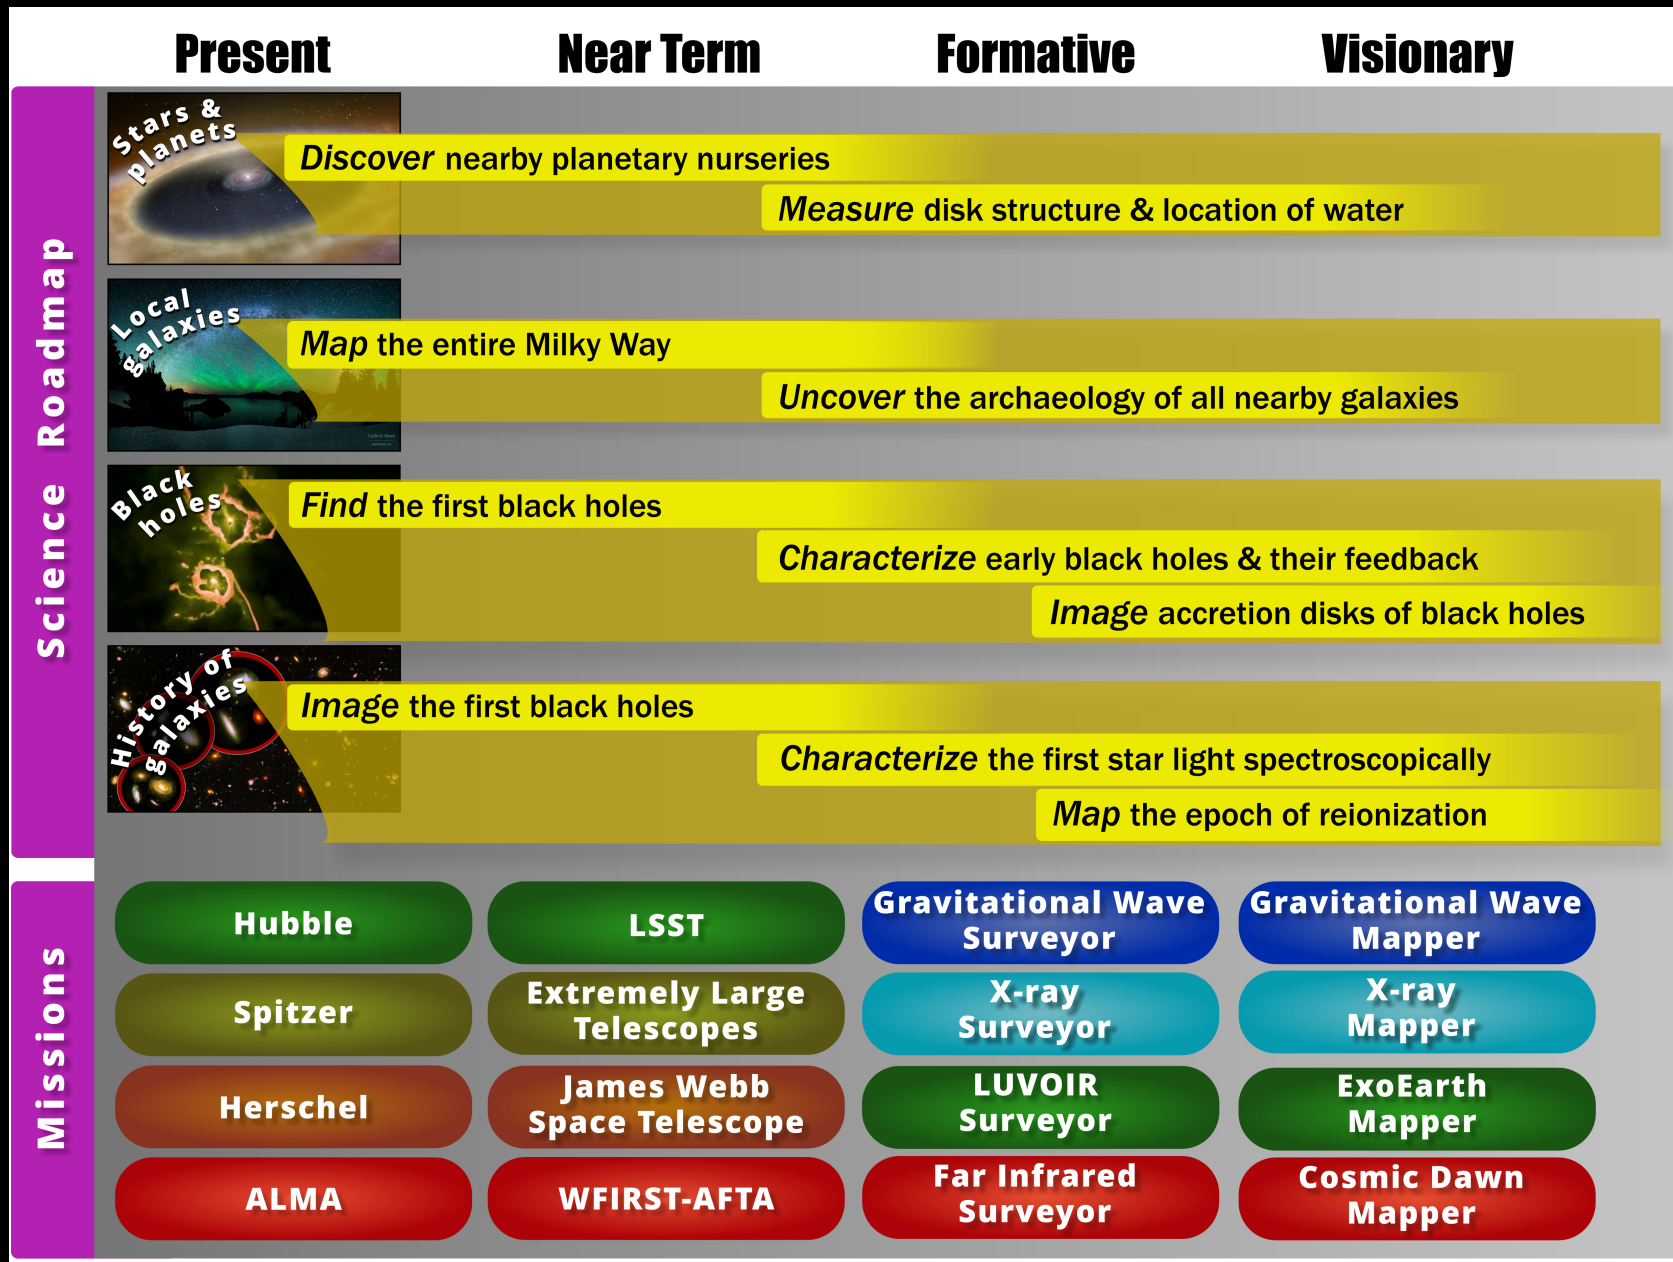 Present
Near Term
Formative
Visionary
Science Roadmap
Stars &
planets
Discover nearby planetary nurseries
Measure disk structure & location of water
Local
galaxies
Map the entire Milky Way
Uncover the archaeology of all nearby galaxies
Black
holes
Find the first black holes
Characterize early black holes & their feedback
Image accretion disks of black holes
History of
galaxies
Image the first black holes
Characterize the first star light spectroscopically
Map the epoch of reionization
Missions
Hubble
LSST
Gravitational Wave
Surveyor
Gravitational Wave
Mapper
Spitzer
Extremely Large
Telescopes
X-ray
Surveyor
X-ray
Mapper
Herschel
James Webb
Space Telescope
LUVOIR
Surveyor
ExoEarth
Mapper
ALMA
WFIRST-AFTA
Far Infrared
Surveyor
Cosmic Dawn
Mapper